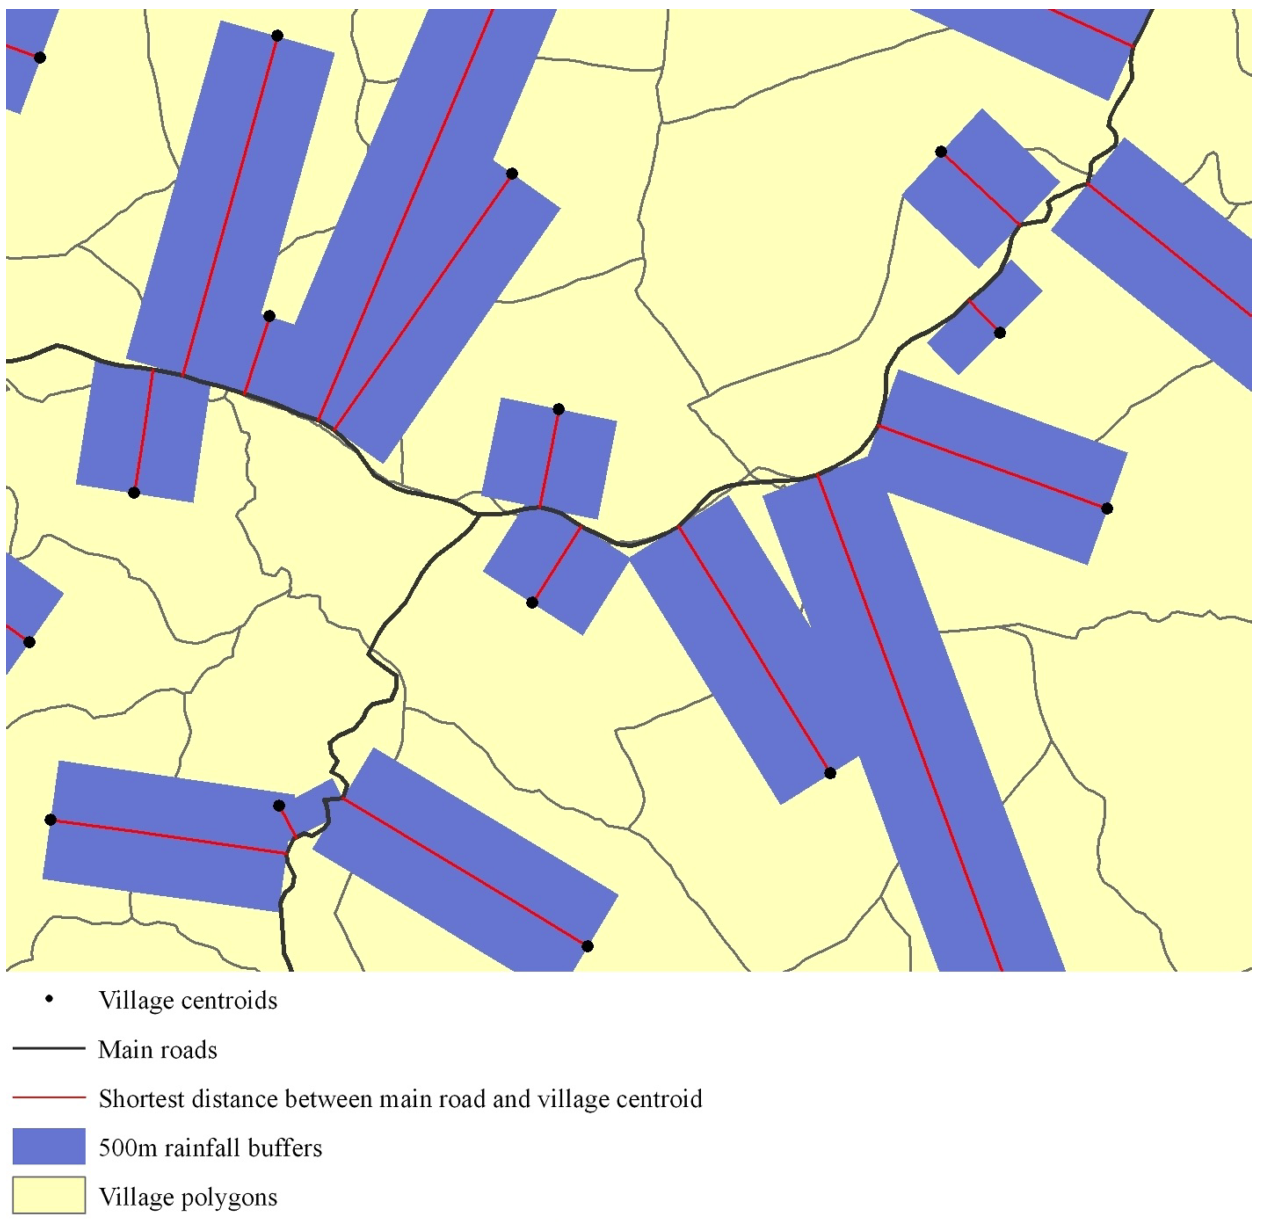 Village centroids
Main roads
Shortest distance between main road and village centroid
500m rainfall buffers
Village polygons